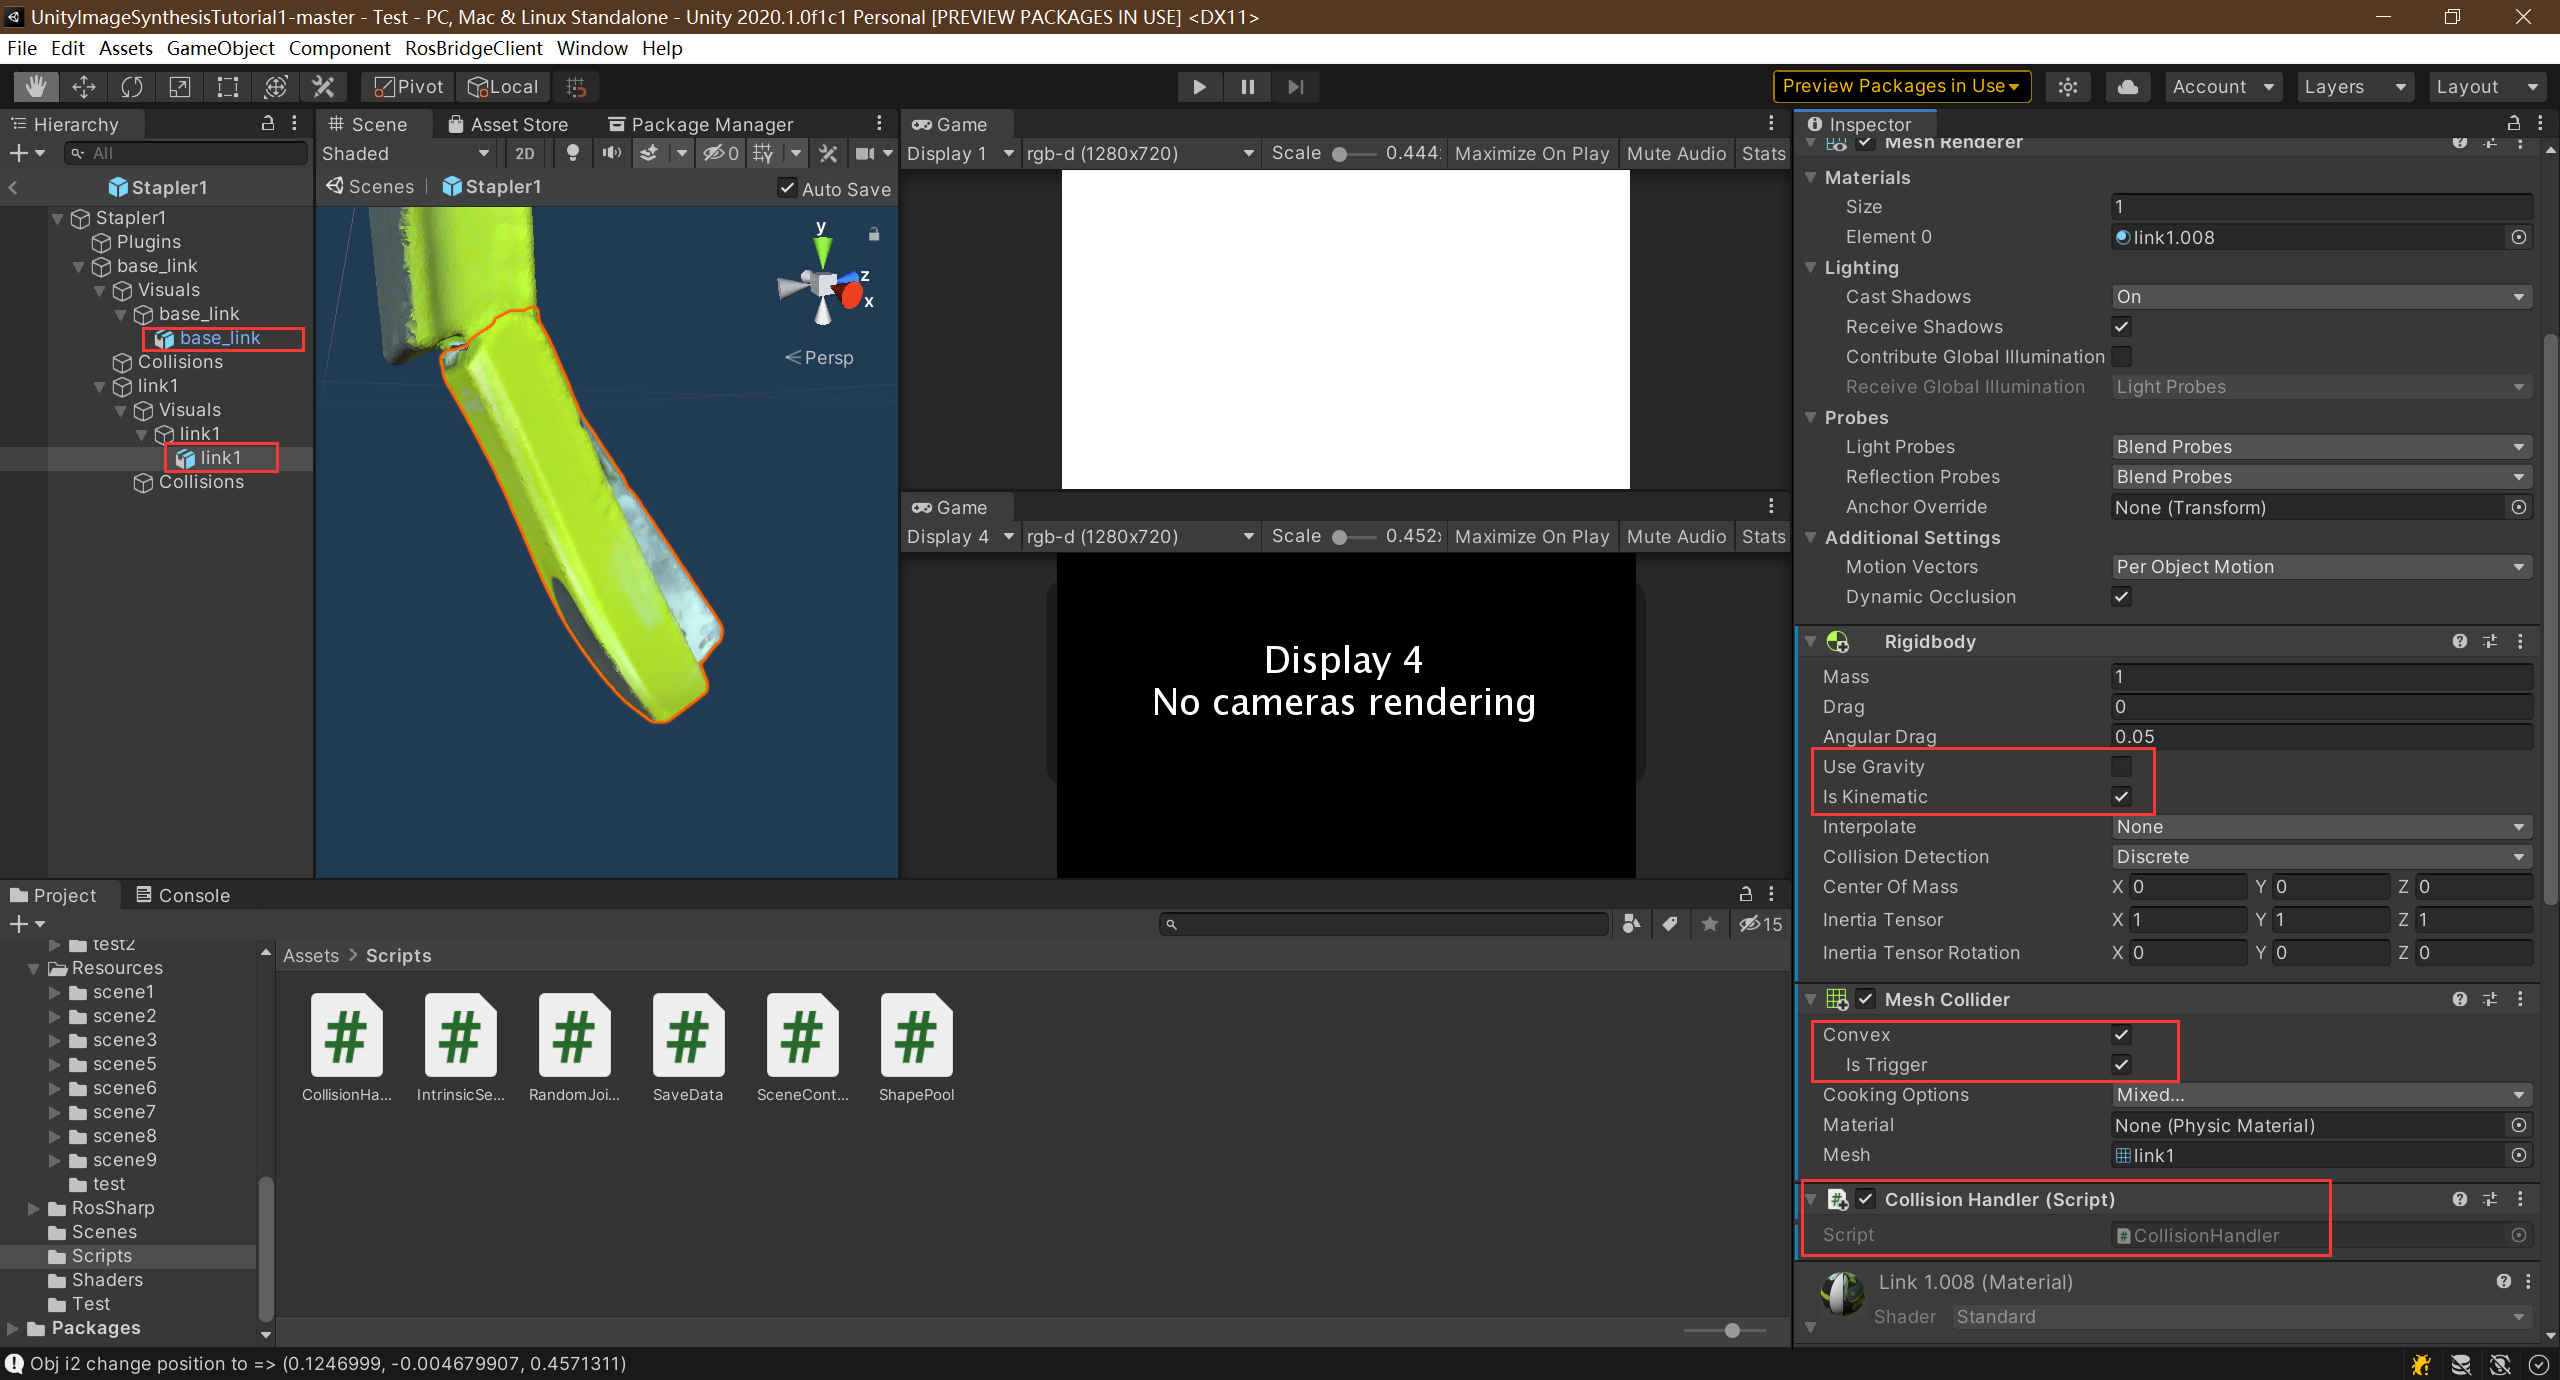 UnityImageSynthesisTutorial1-master - Test - PC, Mac & Linux Standalone - Unity 2020.1.0f1c1 Personal [PREVIEW PACKAGES IN USE] <DX11>
File Edit Assets GameObject Component RosBridgeClient Window Help
Pivot Local Preview Packages in Use Account Layers Layout
Hierarchy
All
Stapler1
Stapler1
Plugins
base_link
Visuals
base_link
base_link
Collisions
link1
Visuals
link1
link1
Collisions
Scene Asset Store Package Manager
Shaded 2D 0
Scenes Stapler1 Auto Save
y
z
x
Persp
Game
Display 1 rgb-d (1280x720) Scale 0.444 Maximize On Play Mute Audio Stats
Game
Display 4 rgb-d (1280x720) Scale 0.452x Maximize On Play Mute Audio Stats
Display 4
No cameras rendering
Inspector
Mesh Renderer
Materials
Size 1
Element 0 link1.008
Lighting
Cast Shadows On
Receive Shadows
Contribute Global Illumination
Receive Global Illumination Light Probes
Probes
Light Probes Blend Probes
Reflection Probes Blend Probes
Anchor Override None (Transform)
Additional Settings
Motion Vectors Per Object Motion
Dynamic Occlusion
Rigidbody
Mass 1
Drag 0
Angular Drag 0.05
Use Gravity
Is Kinematic
Interpolate None
Collision Detection Discrete
Center Of Mass X 0 Y 0 Z 0
Inertia Tensor X 1 Y 1 Z 1
Inertia Tensor Rotation X 0 Y 0 Z 0
Mesh Collider
Convex
Is Trigger
Cooking Options Mixed...
Material None (Physic Material)
Mesh link1
Collision Handler (Script)
Script CollisionHandler
Link 1.008 (Material)
Shader Standard
Project Console
15
test2
Resources
scene1
scene2
scene3
scene5
scene6
scene7
scene8
scene9
test
RosSharp
Scenes
Scripts
Shaders
Test
Packages
Assets > Scripts
CollisionHa... IntrinsicSe... RandomJoi... SaveData SceneCont... ShapePool
Obj i2 change position to => (0.1246999, -0.004679907, 0.4571311)